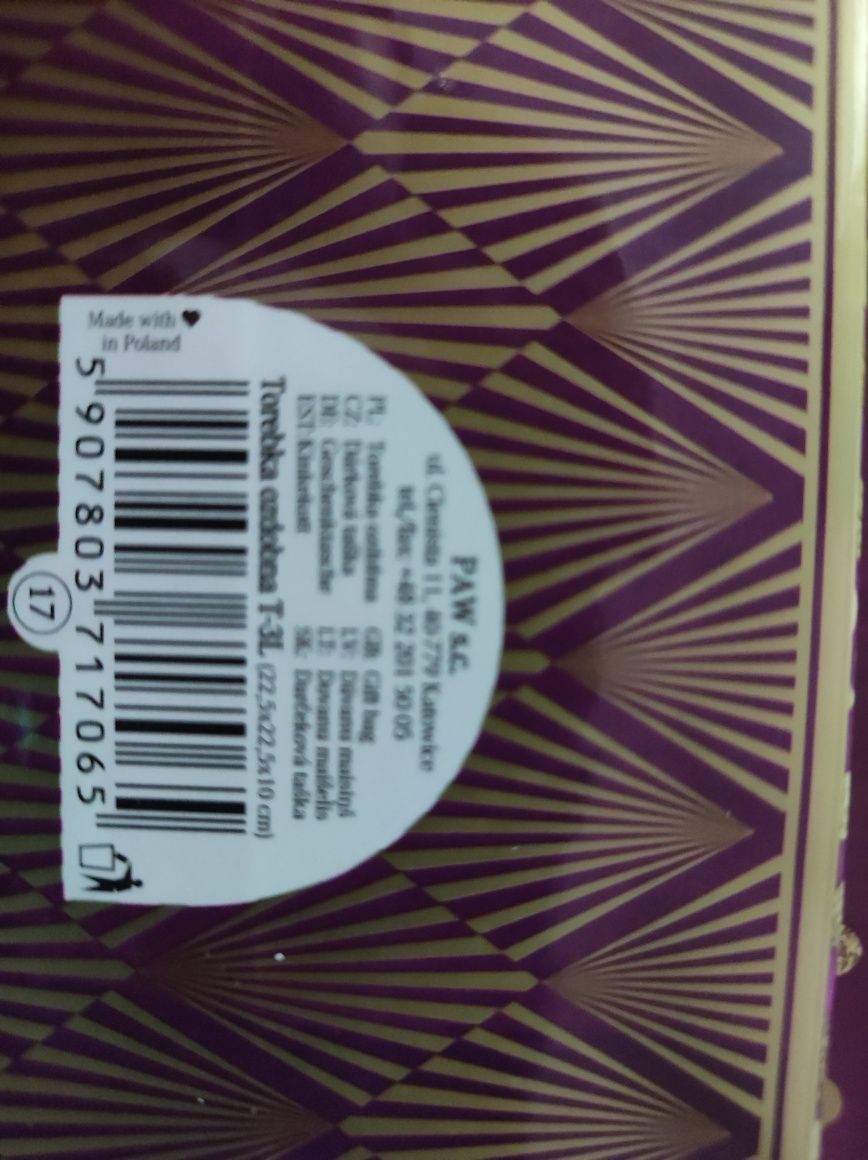 PAW s.c.
ul. Ciesista 11, 40-779 Katowice
tel./fax: +48 32 201 50 05
PL: Torebka ozdobna GB: Gift bag
CZ: Dárková taška LV: Dāvanu maisiņš
DE: Geschenktasche LT: Dovanu maišelis
EST: Kinkekott SK: Darčeková taška
Torebka ozdobna T-3L (22,5x22,5x10 cm)
Made with ♥
in Poland
5 907803 717065
17